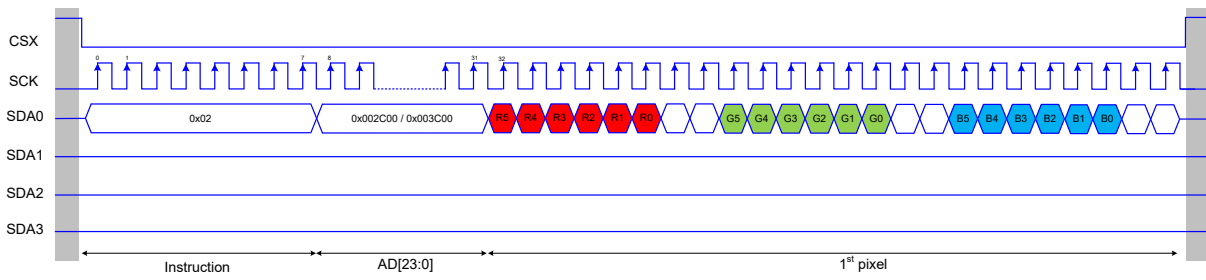 CSX
0 1 7 8 31 32
SCK
SDA0 0x02 0x002C00 / 0x003C00 R5 R4 R3 R2 R1 R0 G5 G4 G3 G2 G1 G0 B5 B4 B3 B2 B1 B0
SDA1
SDA2
SDA3
Instruction AD[23:0] 1st pixel